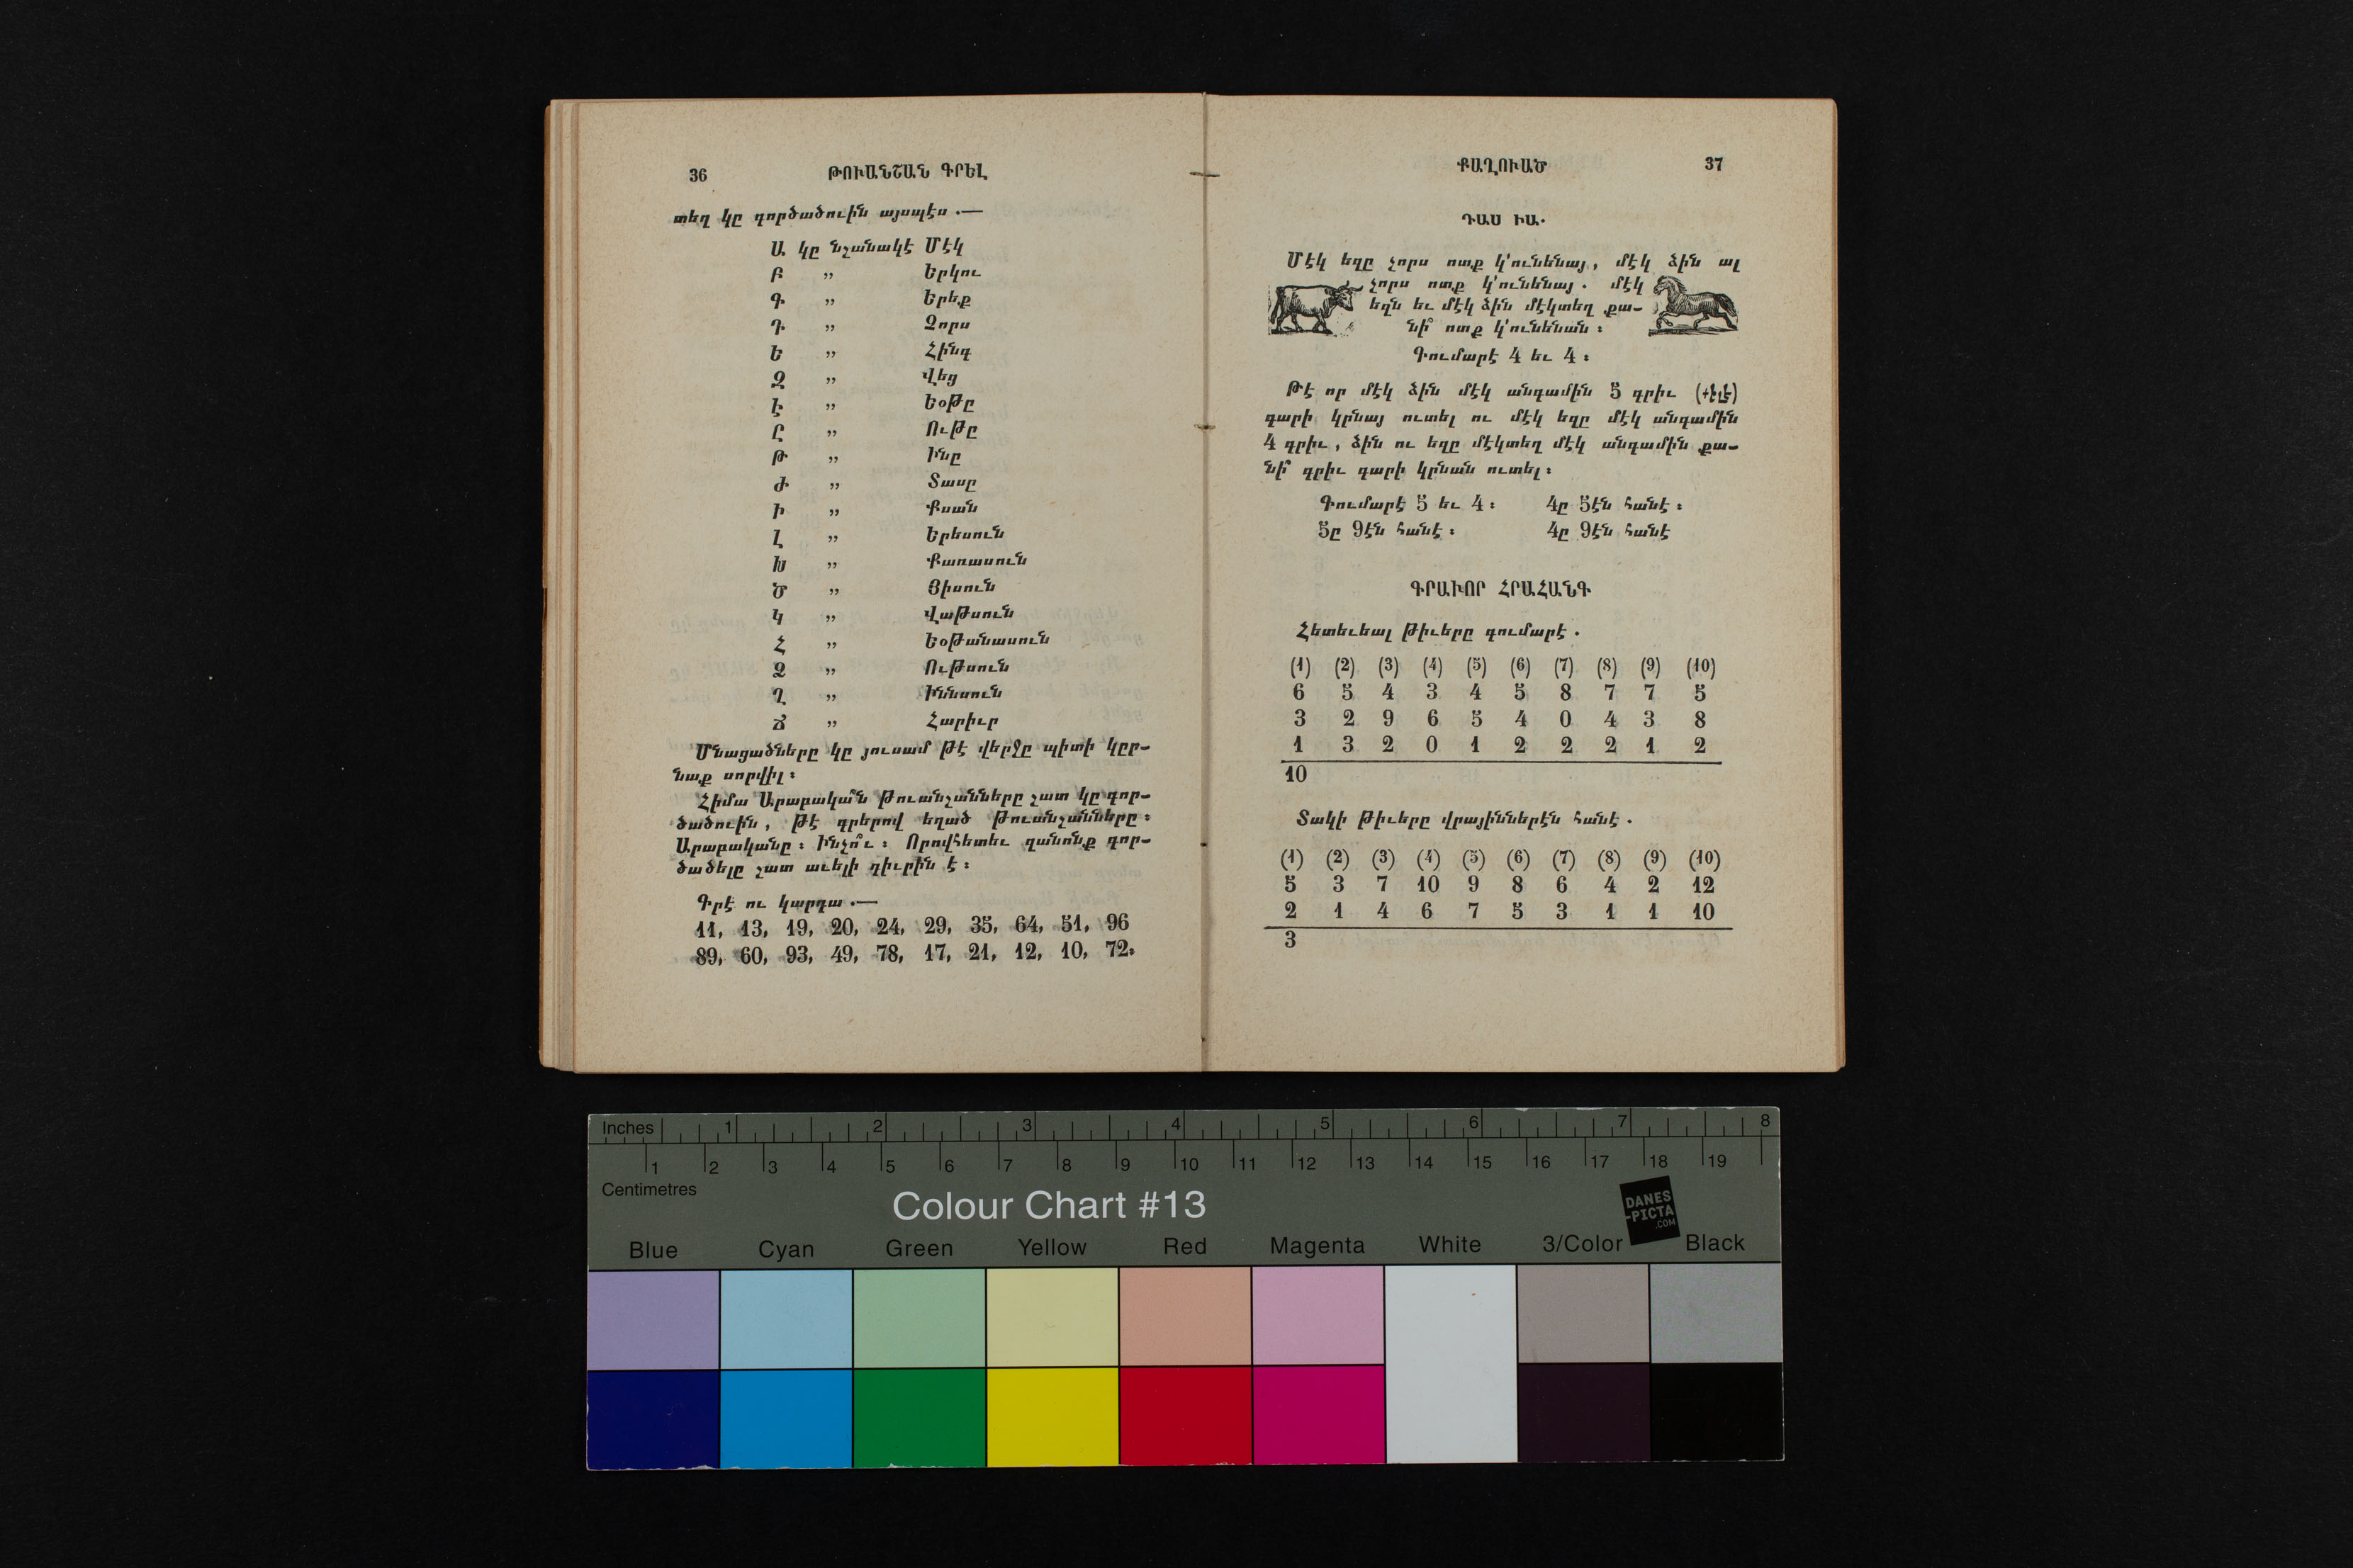 36 ԹՈՒԱՆՇԱՆ ԳՐԵԼ
տեղ կը գործածուին այսպէս .—
Ա կը նշանակէ Մէկ
Բ „ Երկու
Գ „ Երեք
Դ „ Չորս
Ե „ Հինգ
Զ „ Վեց
Է „ Եօթը
Ը „ Ութը
Թ „ Ինը
Ժ „ Տասը
Ի „ Քսան
Լ „ Երեսուն
Խ „ Քառասուն
Ծ „ Յիսուն
Կ „ Վաթսուն
Հ „ Եօթանասուն
Ձ „ Ութսուն
Ղ „ Իննսուն
Ճ „ Հարիւր
Մնացածները կը յուսամ թէ վերջը պիտի կըր-
նաք սորվիլ :
Հիմա Արաբակա՞ն թուանշանները շատ կը գոր-
ծածուին, թէ գրերով եղած թուանշանները :
Արաբականը : Ինչո՞ւ : Որովհետեւ զանոնք գոր-
ծածելը շատ աւելի դիւրին է :
Գրէ ու կարդա .—
11, 13, 19, 20, 24, 29, 35, 64, 51, 96
89, 60, 93, 49, 78, 17, 21, 12, 10, 72.
ՔԱՂՈՒԱԾ 37
ԴԱՍ ԻԱ.
Մէկ եզը չորս ոտք կ'ունենայ, մէկ ձին ալ
չորս ոտք կ'ունենայ . մէկ
եզն եւ մէկ ձին մէկտեղ քա-
նի՞ ոտք կ'ունենան :
Գումարէ 4 եւ 4 :
Թէ որ մէկ ձին մէկ անգամին 5 գրիւ
գարի կրնայ ուտել ու մէկ եզը մէկ անգամին
4 գրիւ, ձին ու եզը մէկտեղ մէկ անգամին քա-
նի՞ գրիւ գարի կրնան ուտել :
Գումարէ 5 եւ 4 : 4ը 5էն հանէ :
5ը 9էն հանէ : 4ը 9էն հանէ
ԳՐԱՒՈՐ ՀՐԱՀԱՆԳ
Հետեւեալ թիւերը գումարէ .
(1) (2) (3) (4) (5) (6) (7) (8) (9) (10)
6 5 4 3 4 5 8 7 7 5
3 2 9 6 5 4 0 4 3 8
1 3 2 0 1 2 2 2 1 2
10
Տակի թիւերը վրայիններէն հանէ .
(1) (2) (3) (4) (5) (6) (7) (8) (9) (10)
5 3 7 10 9 8 6 4 2 12
2 1 4 6 7 5 3 1 1 10
3
Inches 1 2 3 4 5 6 7 8
1 2 3 4 5 6 7 8 9 10 11 12 13 14 15 16 17 18 19
Centimetres
Colour Chart #13
DANES
-PICTA
.COM
Blue Cyan Green Yellow Red Magenta White 3/Color Black